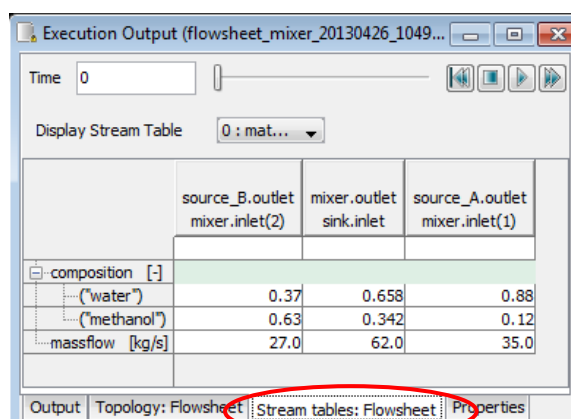 Execution Output (flowsheet_mixer_20130426_1049...
Time 0
Display Stream Table 0 : mat...
source_B.outlet mixer.outlet source_A.outlet
mixer.inlet(2) sink.inlet mixer.inlet(1)
composition [-]
("water") 0.37 0.658 0.88
("methanol") 0.63 0.342 0.12
massflow [kg/s] 27.0 62.0 35.0
Output Topology: Flowsheet Stream tables: Flowsheet Properties